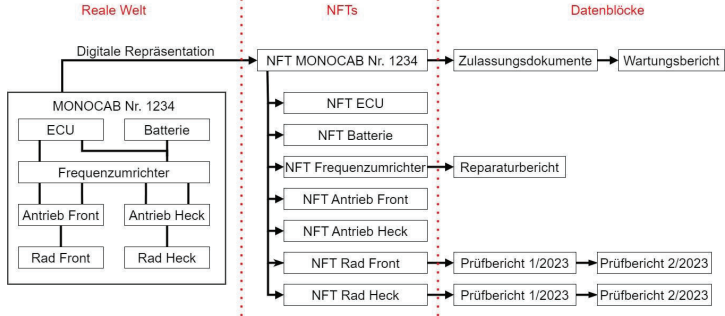 Reale Welt
NFTs
Datenblöcke
Digitale Repräsentation
NFT MONOCAB Nr. 1234
Zulassungsdokumente
Wartungsbericht
MONOCAB Nr. 1234
ECU
Batterie
Frequenzumrichter
Antrieb Front
Antrieb Heck
Rad Front
Rad Heck
NFT ECU
NFT Batterie
NFT Frequenzumrichter
Reparaturbericht
NFT Antrieb Front
NFT Antrieb Heck
NFT Rad Front
Prüfbericht 1/2023
Prüfbericht 2/2023
NFT Rad Heck
Prüfbericht 1/2023
Prüfbericht 2/2023